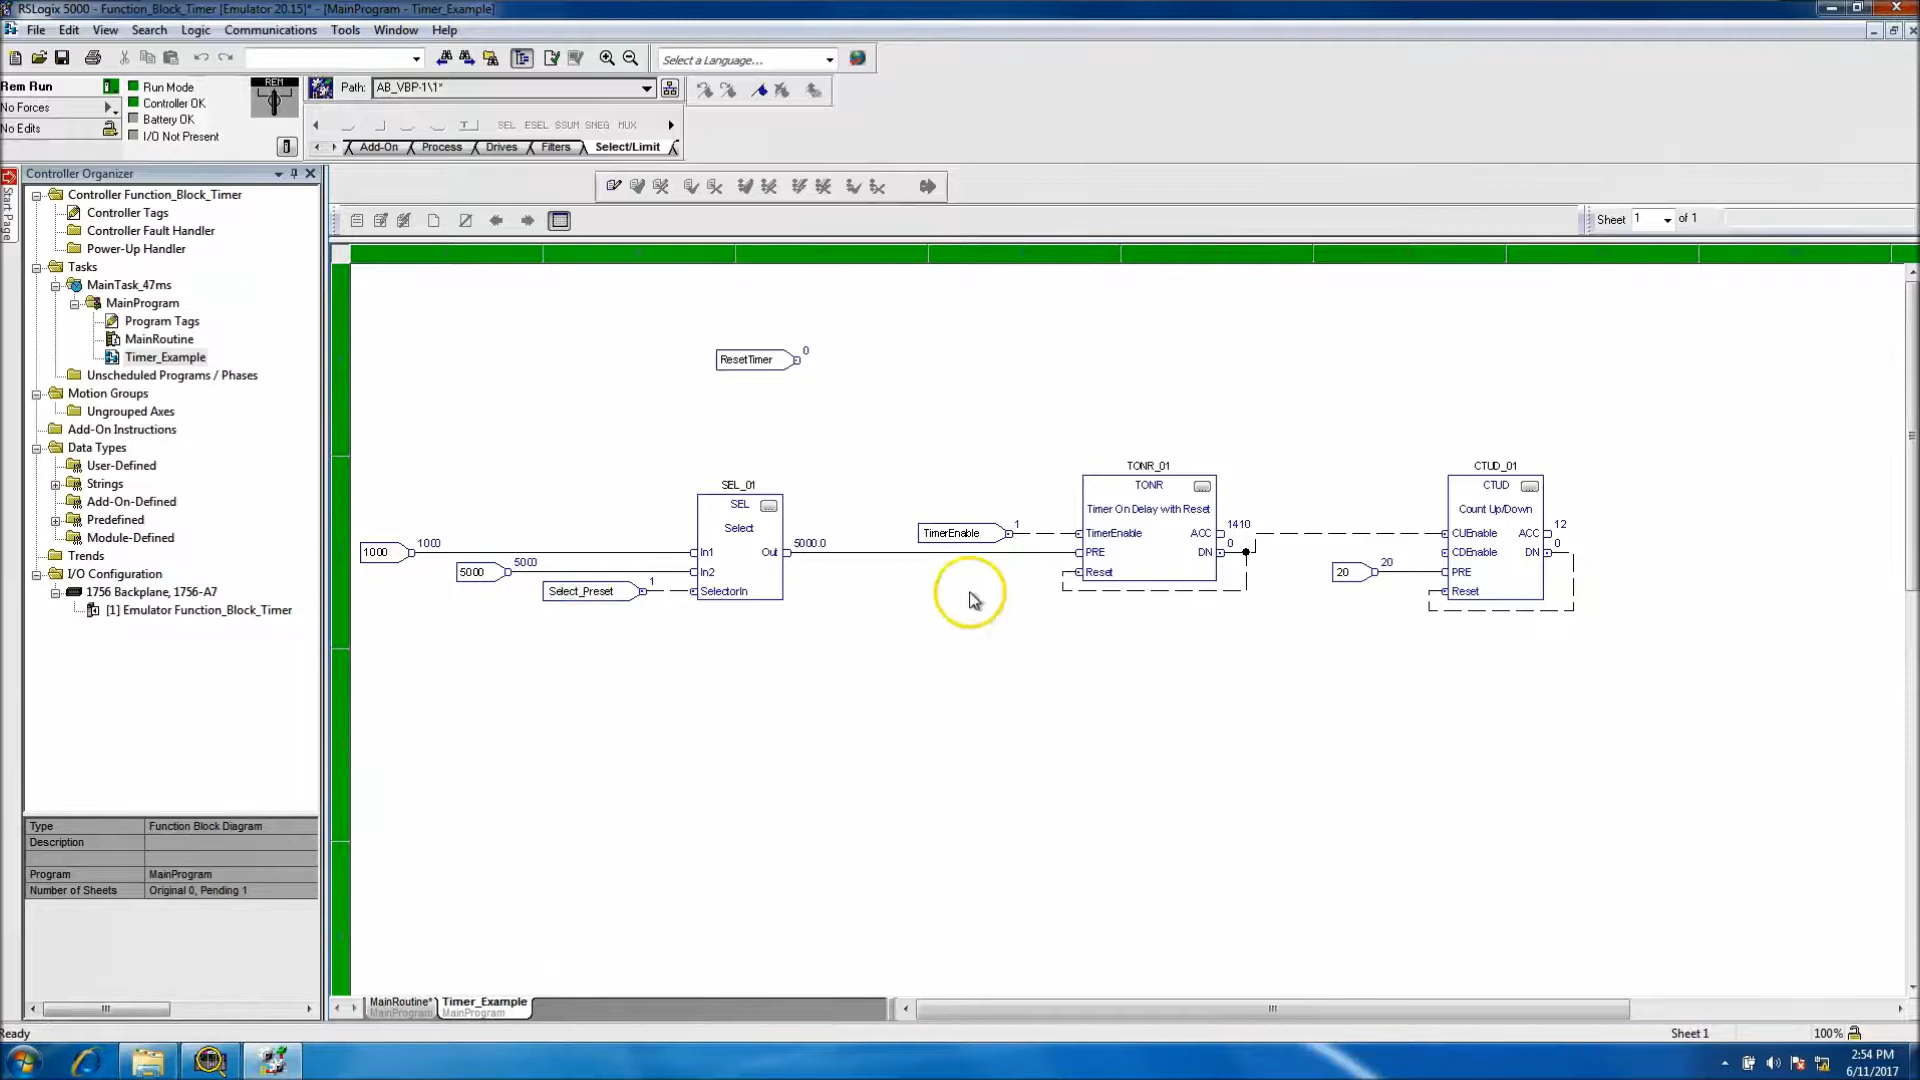 RSLogix 5000 - Function_Block_Timer [Emulator 20.15]* - [MainProgram - Timer_Example]
File Edit View Search Logic Communications Tools Window Help
Select a Language...
Rem Run
No Forces
No Edits
Run Mode
Controller OK
Battery OK
I/O Not Present
REM
Path: AB_VBP-1\1*
SEL ESEL SSUM SNEG MUX
Add-On Process Drives Filters Select/Limit
Start Page
Controller Organizer
Sheet 1 of 1
Controller Function_Block_Timer
Controller Tags
Controller Fault Handler
Power-Up Handler
Tasks
MainTask_47ms
MainProgram
Program Tags
MainRoutine
Timer_Example
Unscheduled Programs / Phases
Motion Groups
Ungrouped Axes
Add-On Instructions
Data Types
User-Defined
Strings
Add-On-Defined
Predefined
Module-Defined
Trends
I/O Configuration
1756 Backplane, 1756-A7
[1] Emulator Function_Block_Timer
Type Function Block Diagram
Description
Program MainProgram
Number of Sheets Original 0, Pending 1
ResetTimer 0
SEL_01
SEL
Select
In1 Out
In2
SelectorIn
1000 1000
5000 5000
Select_Preset 1
5000.0
TimerEnable 1
TONR_01
TONR
Timer On Delay with Reset
TimerEnable ACC 1410
PRE DN 0
Reset
20 20
CTUD_01
CTUD
Count Up/Down
CUEnable ACC 12
CDEnable DN 0
PRE
Reset
MainRoutine* Timer_Example
MainProgram MainProgram
Ready
Sheet 1
100%
2:54 PM
6/11/2017